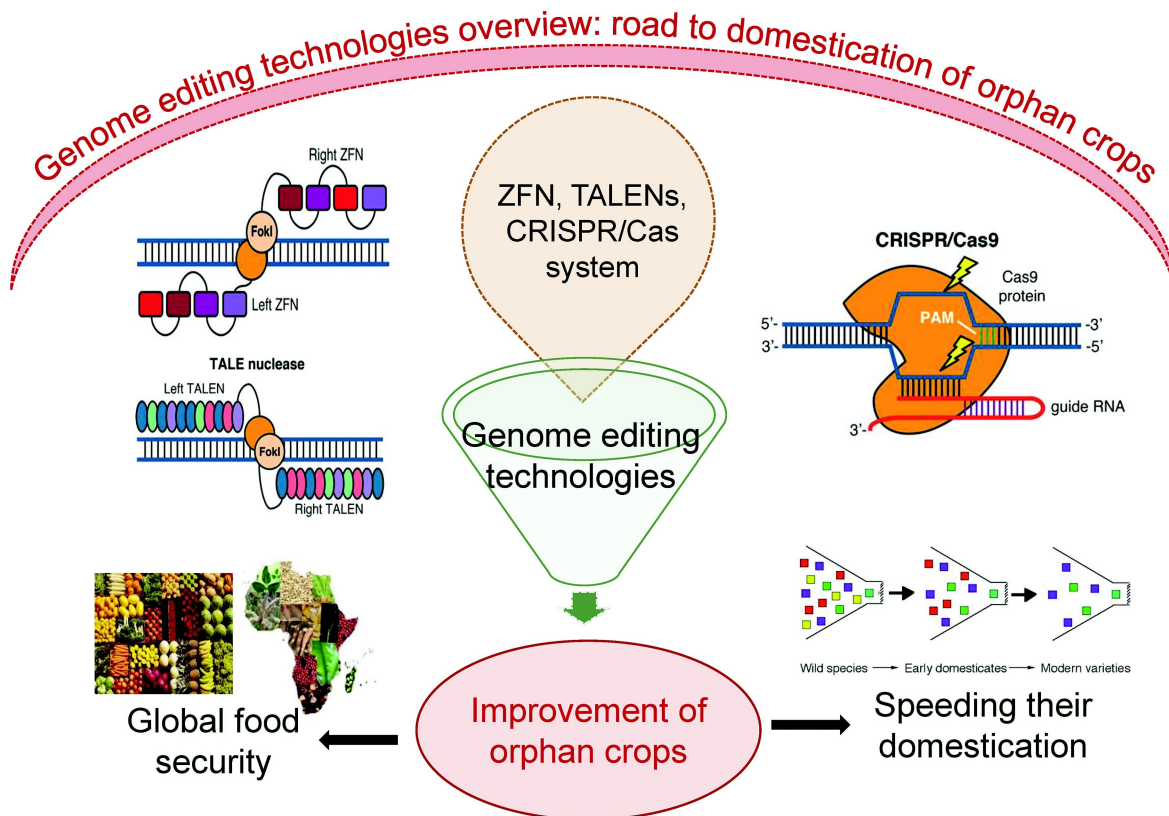 Genome editing technologies overview: road to domestication of orphan crops
Right ZFN
FokI
Left ZFN
TALE nuclease
Left TALEN
FokI
Right TALEN
ZFN, TALENs,
CRISPR/Cas
system
Genome editing
technologies
CRISPR/Cas9
Cas9
protein
PAM
5'-
-3'
3'-
-5'
guide RNA
3'-
Wild species
Early domesticates
Modern varieties
Global food
security
Improvement of
orphan crops
Speeding their
domestication